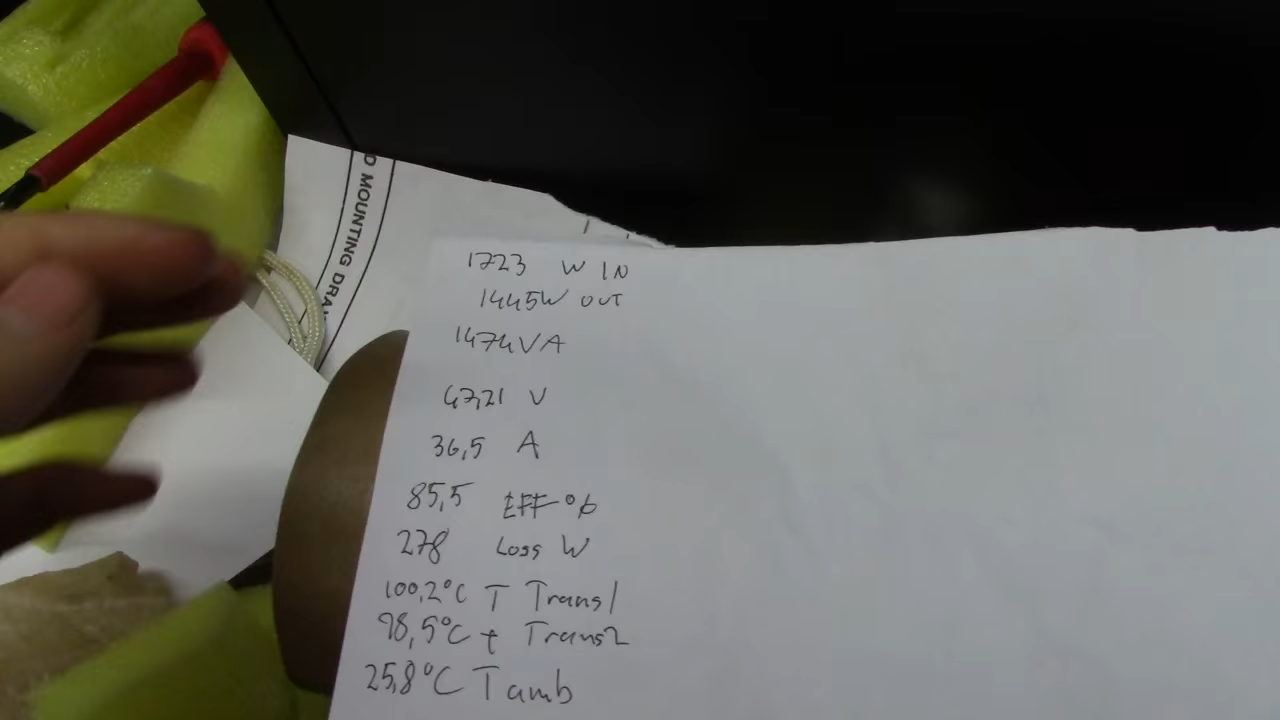 D MOUNTING DRA
1723 W IN
1445W OUT
1474VA
47,21 V
36,5 A
85,5 EFF %
278 Loss W
100,2°C T Trans1
98,5°C t Trans2
25,8°C Tamb